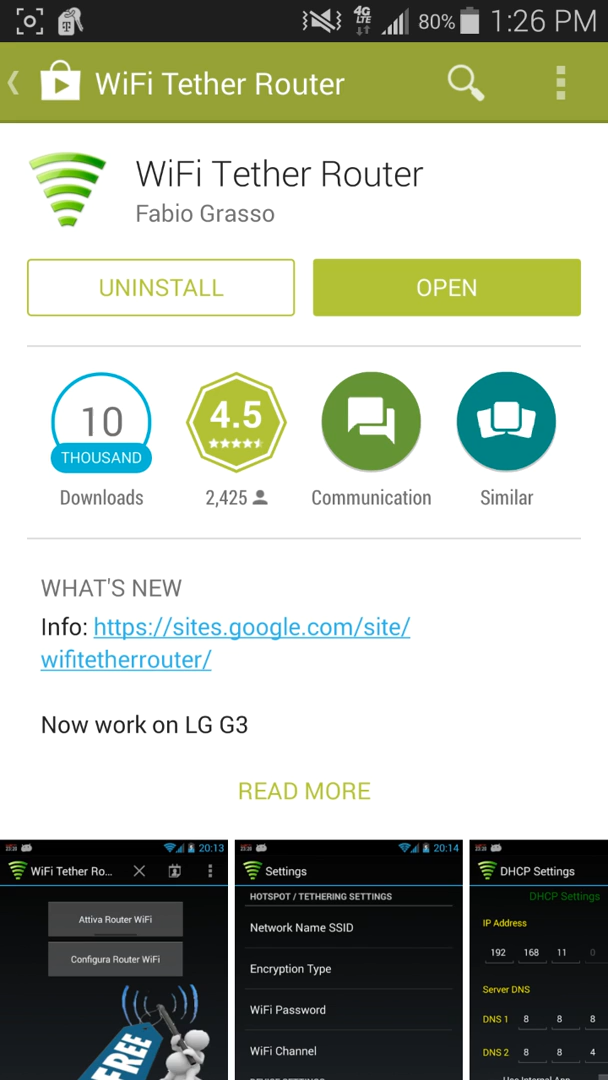 4G LTE 80% 1:26 PM
WiFi Tether Router
WiFi Tether Router
Fabio Grasso
UNINSTALL OPEN
10 THOUSAND Downloads
4.5 2,425
Communication
Similar
WHAT'S NEW
Info: https://sites.google.com/site/
wifitetherrouter/
Now work on LG G3
READ MORE
20:13
WiFi Tether Ro...
Attiva Router WiFi
Configura Router WiFi
FREE
20:14
Settings
HOTSPOT / TETHERING SETTINGS
Network Name SSID
Encryption Type
WiFi Password
WiFi Channel
DHCP Settings
DHCP Settings
IP Address
192 168 11 0
Server DNS
DNS 1 8 8 8
DNS 2 8 8 4